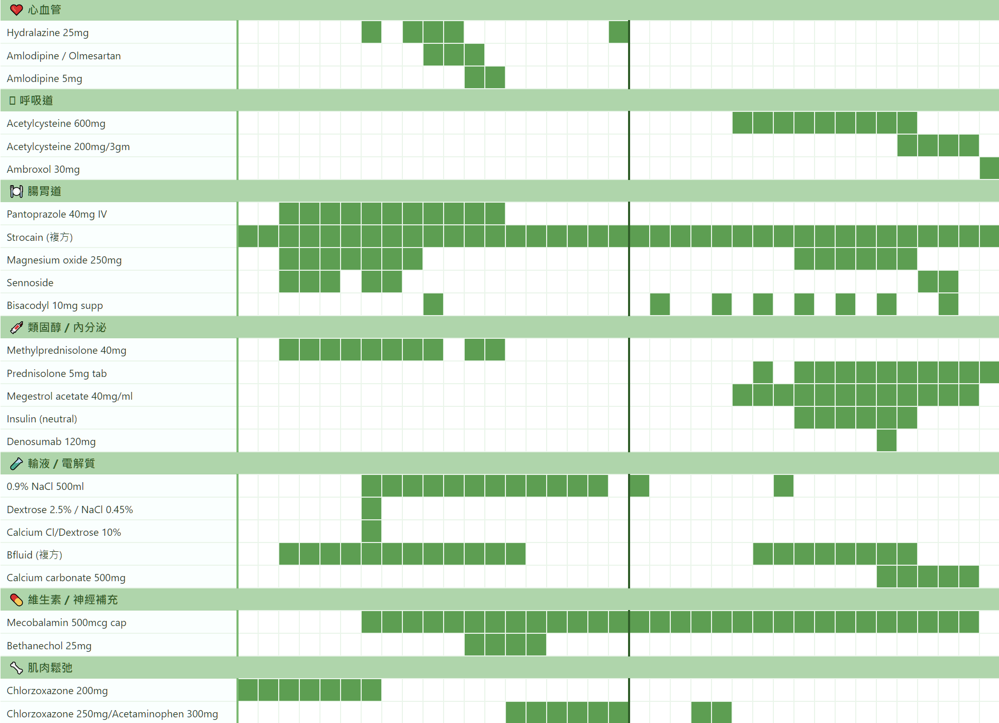 心血管
Hydralazine 25mg
Amlodipine / Olmesartan
Amlodipine 5mg
呼吸道
Acetylcysteine 600mg
Acetylcysteine 200mg/3gm
Ambroxol 30mg
腸胃道
Pantoprazole 40mg IV
Strocain (複方)
Magnesium oxide 250mg
Sennoside
Bisacodyl 10mg supp
類固醇 / 內分泌
Methylprednisolone 40mg
Prednisolone 5mg tab
Megestrol acetate 40mg/ml
Insulin (neutral)
Denosumab 120mg
輸液 / 電解質
0.9% NaCl 500ml
Dextrose 2.5% / NaCl 0.45%
Calcium Cl/Dextrose 10%
Bfluid (複方)
Calcium carbonate 500mg
維生素 / 神經補充
Mecobalamin 500mcg cap
Bethanechol 25mg
肌肉鬆弛
Chlorzoxazone 200mg
Chlorzoxazone 250mg/Acetaminophen 300mg